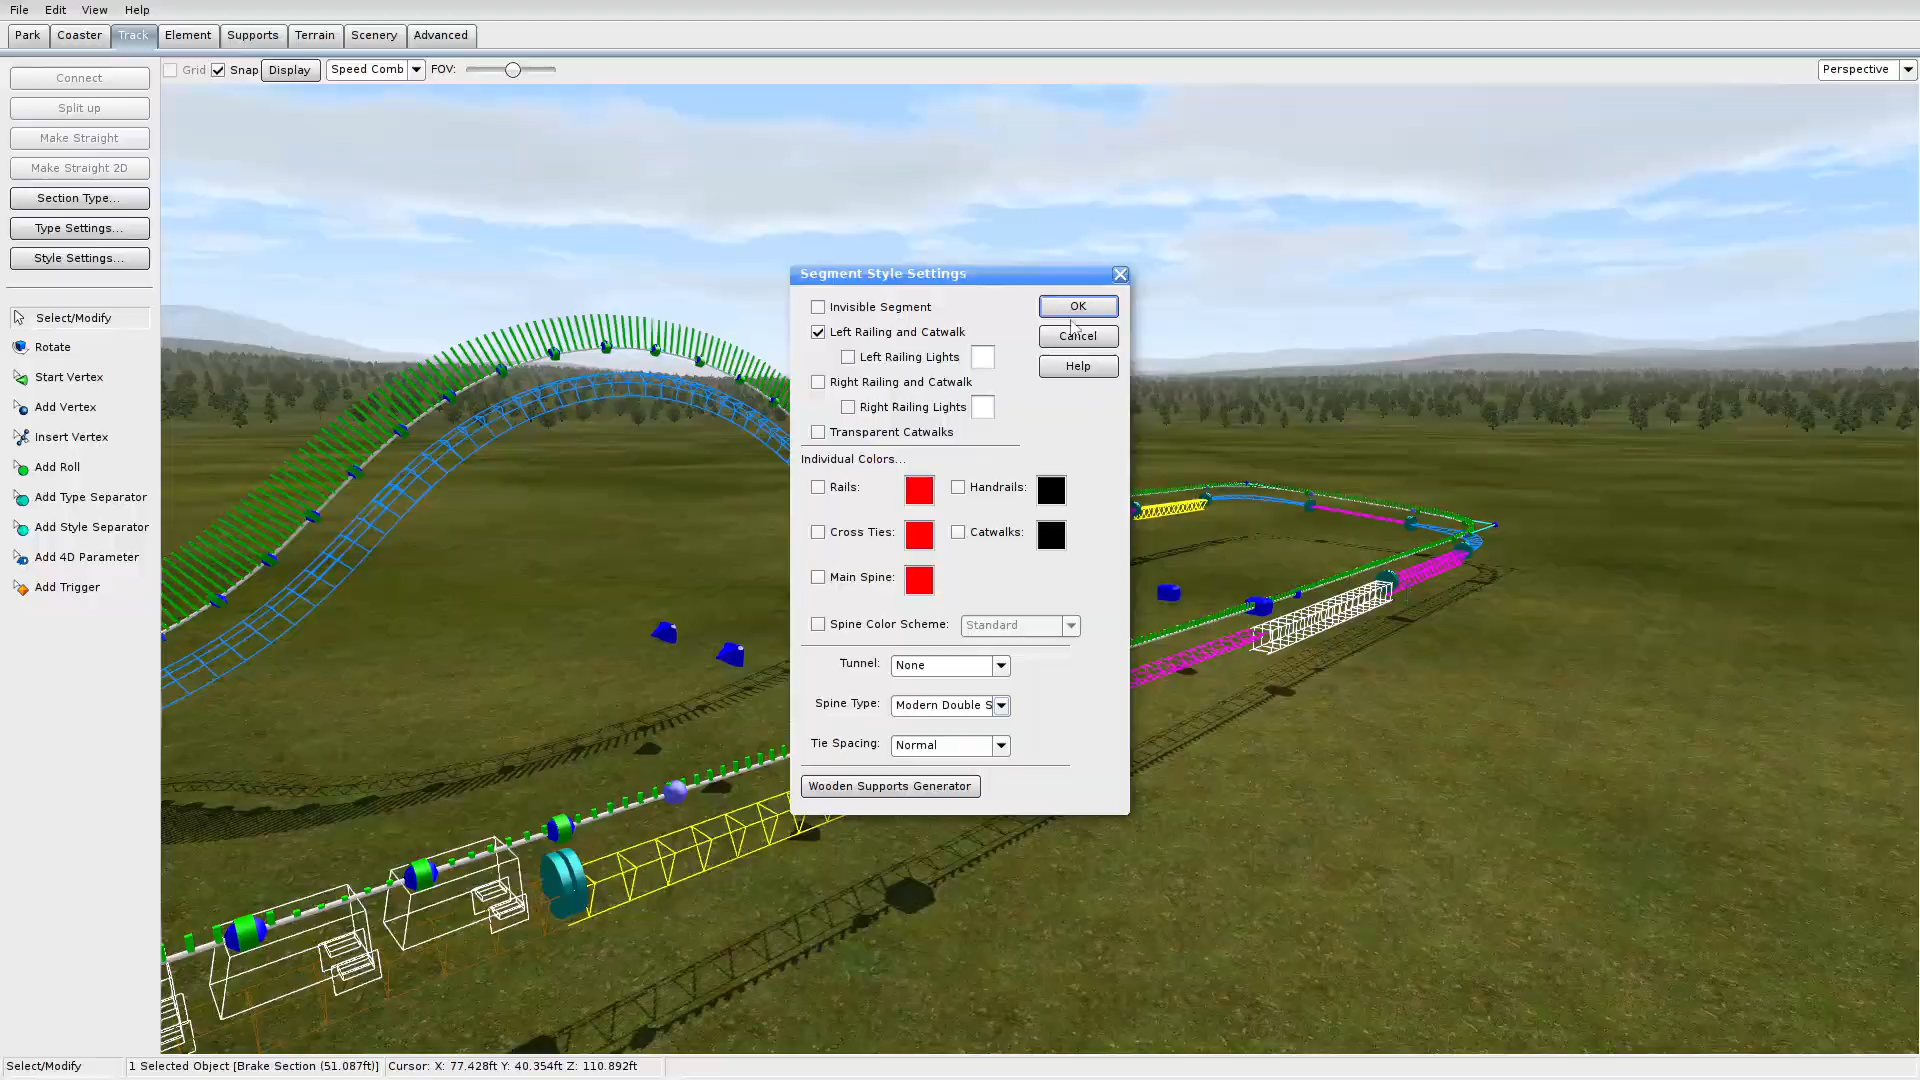 File Edit View Help
Park Coaster Track Element Supports Terrain Scenery Advanced
Grid Snap Display Speed Comb FOV: Perspective
Connect
Split up
Make Straight
Make Straight 2D
Section Type...
Type Settings...
Style Settings...
Select/Modify
Rotate
Start Vertex
Add Vertex
Insert Vertex
Add Roll
Add Type Separator
Add Style Separator
Add 4D Parameter
Add Trigger
Segment Style Settings
Invisible Segment OK
Left Railing and Catwalk Cancel
Left Railing Lights Help
Right Railing and Catwalk
Right Railing Lights
Transparent Catwalks
Individual Colors...
Rails: Handrails:
Cross Ties: Catwalks:
Main Spine:
Spine Color Scheme: Standard
Tunnel: None
Spine Type: Modern Double S
Tie Spacing: Normal
Wooden Supports Generator
Select/Modify 1 Selected Object [Brake Section (51.087ft)] Cursor: X: 77.428ft Y: 40.354ft Z: 110.892ft